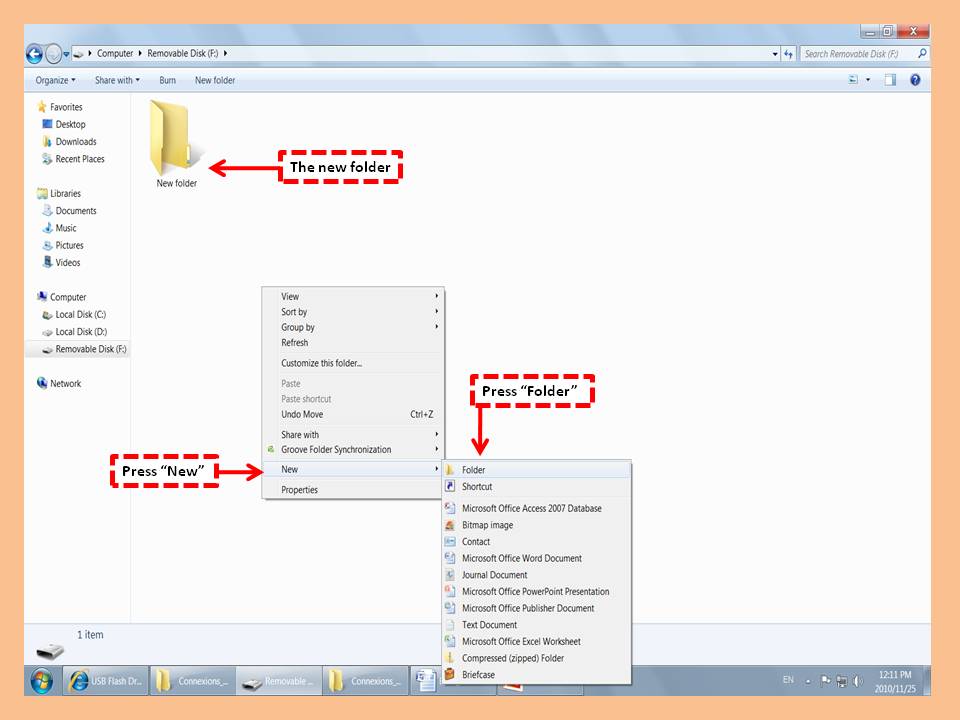 Computer Removable Disk (F:)
Search Removable Disk (F:)
Organize Share with Burn New folder
Favorites
Desktop
Downloads
Recent Places
Libraries
Documents
Music
Pictures
Videos
Computer
Local Disk (C:)
Local Disk (D:)
Removable Disk (F:)
Network
New folder
The new folder
View
Sort by
Group by
Refresh
Customize this folder...
Paste
Paste shortcut
Undo Move Ctrl+Z
Share with
Groove Folder Synchronization
New
Properties
Press “New”
Press “Folder”
Folder
Shortcut
Microsoft Office Access 2007 Database
Bitmap image
Contact
Microsoft Office Word Document
Journal Document
Microsoft Office PowerPoint Presentation
Microsoft Office Publisher Document
Text Document
Microsoft Office Excel Worksheet
Compressed (zipped) Folder
Briefcase
1 item
USB Flash Dr...
Connexions_...
Removable ...
Connexions_...
EN
12:11 PM
2010/11/25